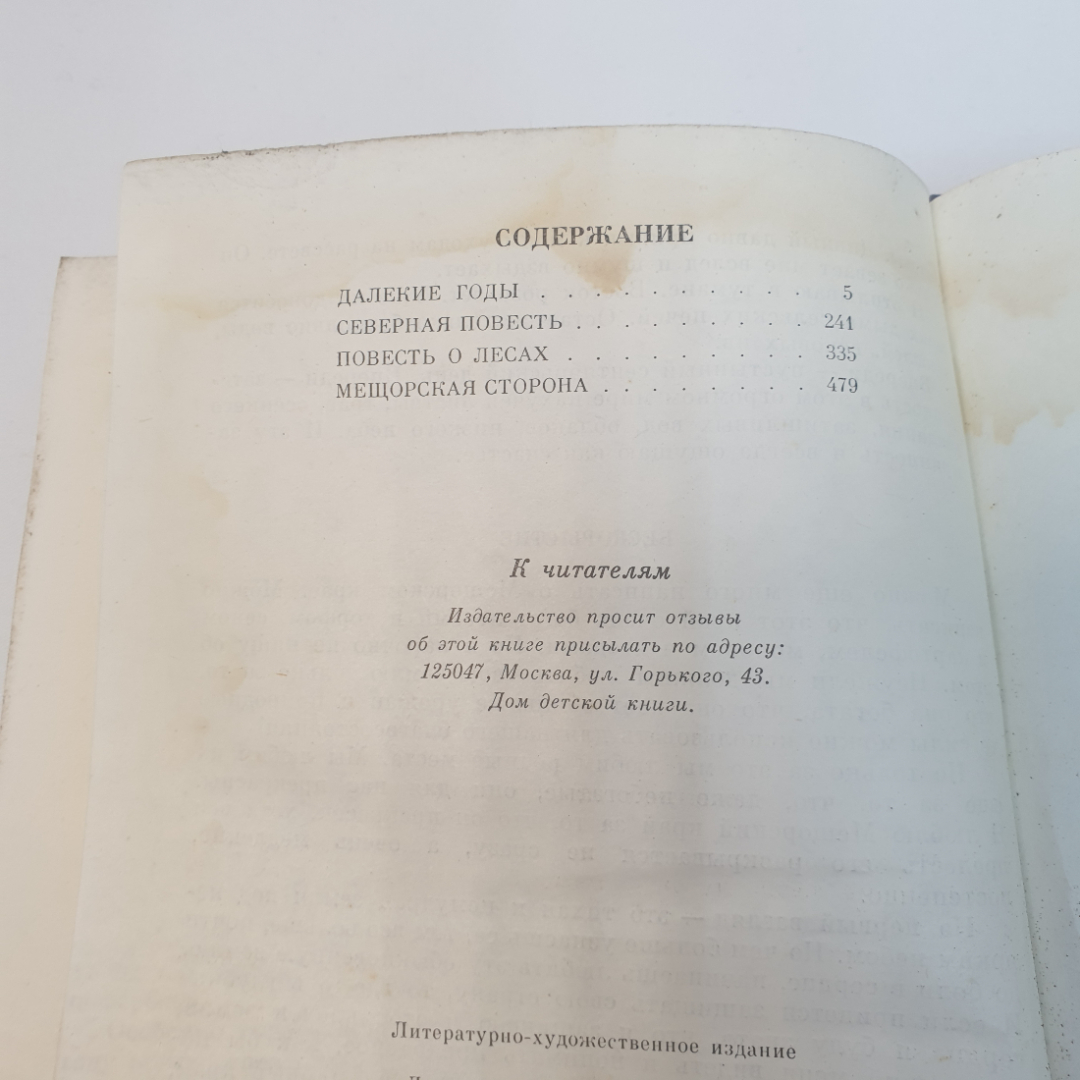 СОДЕРЖАНИЕ
ДАЛЕКИЕ ГОДЫ . . . . . . . . . . 5
СЕВЕРНАЯ ПОВЕСТЬ . . . . . . . . . 241
ПОВЕСТЬ О ЛЕСАХ . . . . . . . . . 335
МЕЩОРСКАЯ СТОРОНА . . . . . . . . 479
К читателям
Издательство просит отзывы
об этой книге присылать по адресу:
125047, Москва, ул. Горького, 43.
Дом детской книги.
Литературно-художественное издание